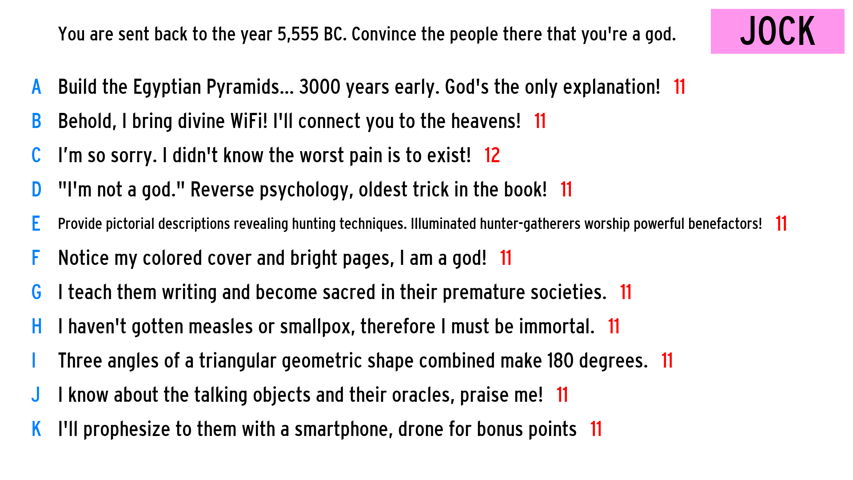 You are sent back to the year 5,555 BC. Convince the people there that you're a god.
JOCK
A Build the Egyptian Pyramids... 3000 years early. God's the only explanation! 11
B Behold, I bring divine WiFi! I'll connect you to the heavens! 11
C I'm so sorry. I didn't know the worst pain is to exist! 12
D "I'm not a god." Reverse psychology, oldest trick in the book! 11
E Provide pictorial descriptions revealing hunting techniques. Illuminated hunter-gatherers worship powerful benefactors! 11
F Notice my colored cover and bright pages, I am a god! 11
G I teach them writing and become sacred in their premature societies. 11
H I haven't gotten measles or smallpox, therefore I must be immortal. 11
I Three angles of a triangular geometric shape combined make 180 degrees. 11
J I know about the talking objects and their oracles, praise me! 11
K I'll prophesize to them with a smartphone, drone for bonus points 11